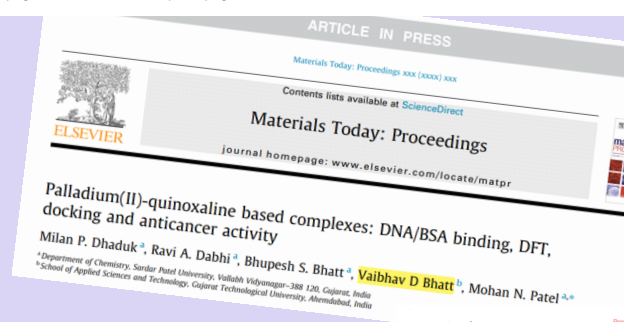 ARTICLE IN PRESS
Materials Today: Proceedings xxx (xxxx) xxx
Contents lists available at ScienceDirect
Materials Today: Proceedings
journal homepage: www.elsevier.com/locate/matpr
ELSEVIER
Palladium(II)-quinoxaline based complexes: DNA/BSA binding, DFT,
docking and anticancer activity
Milan P. Dhaduk a, Ravi A. Dabhi a, Bhupesh S. Bhatt a, Vaibhav D Bhatt b, Mohan N. Patel a,*
a Department of Chemistry, Sardar Patel University, Vallabh Vidyanagar–388 120, Gujarat, India
b School of Applied Sciences and Technology, Gujarat Technological University, Ahemdabad, India